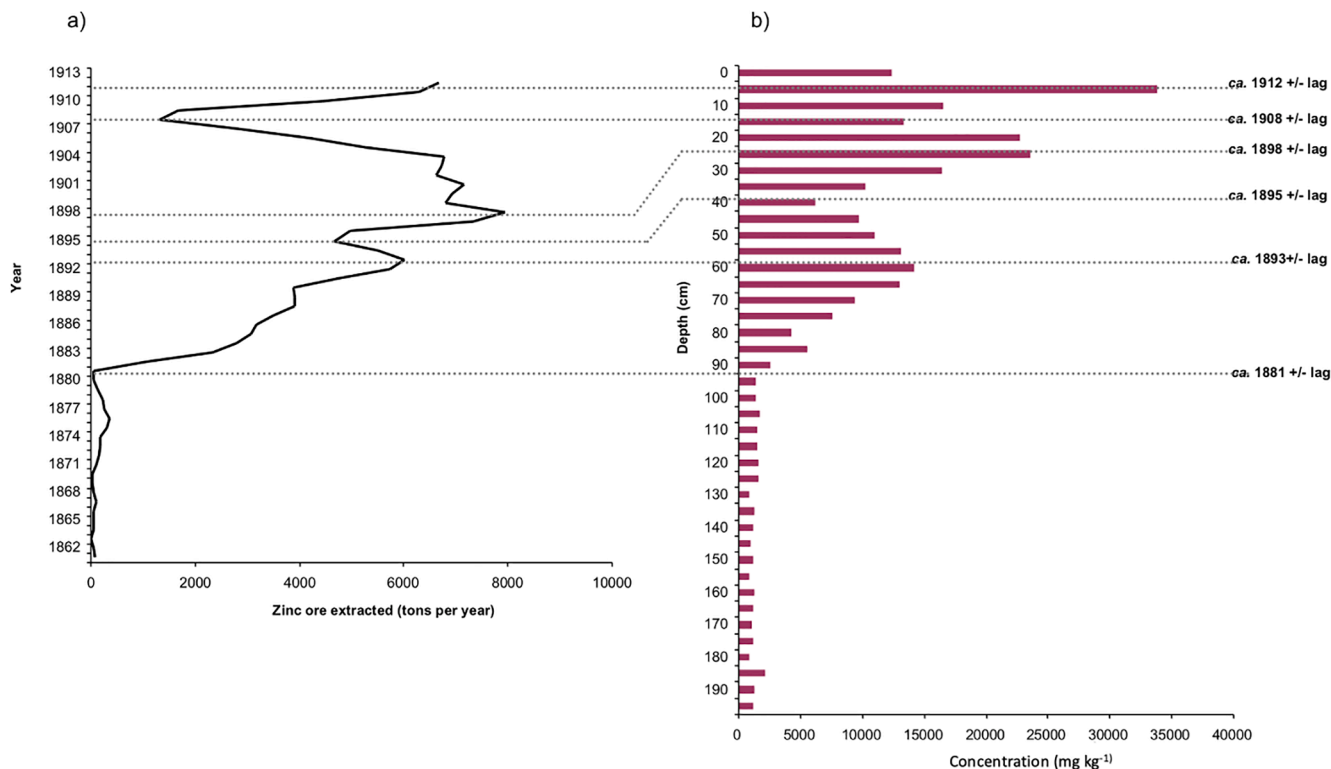 a)
1913
1910
1907
1904
1901
1898
1895
1892
1889
1886
1883
1880
1877
1874
1871
1868
1865
1862
Year
0 2000 4000 6000 8000 10000
Zinc ore extracted (tons per year)
b)
0
10
20
30
40
50
60
70
80
90
100
110
120
130
140
150
160
170
180
190
Depth (cm)
ca. 1912 +/- lag
ca. 1908 +/- lag
ca. 1898 +/- lag
ca. 1895 +/- lag
ca. 1893+/- lag
ca. 1881 +/- lag
0 5000 10000 15000 20000 25000 30000 35000 40000
Concentration (mg kg⁻¹)